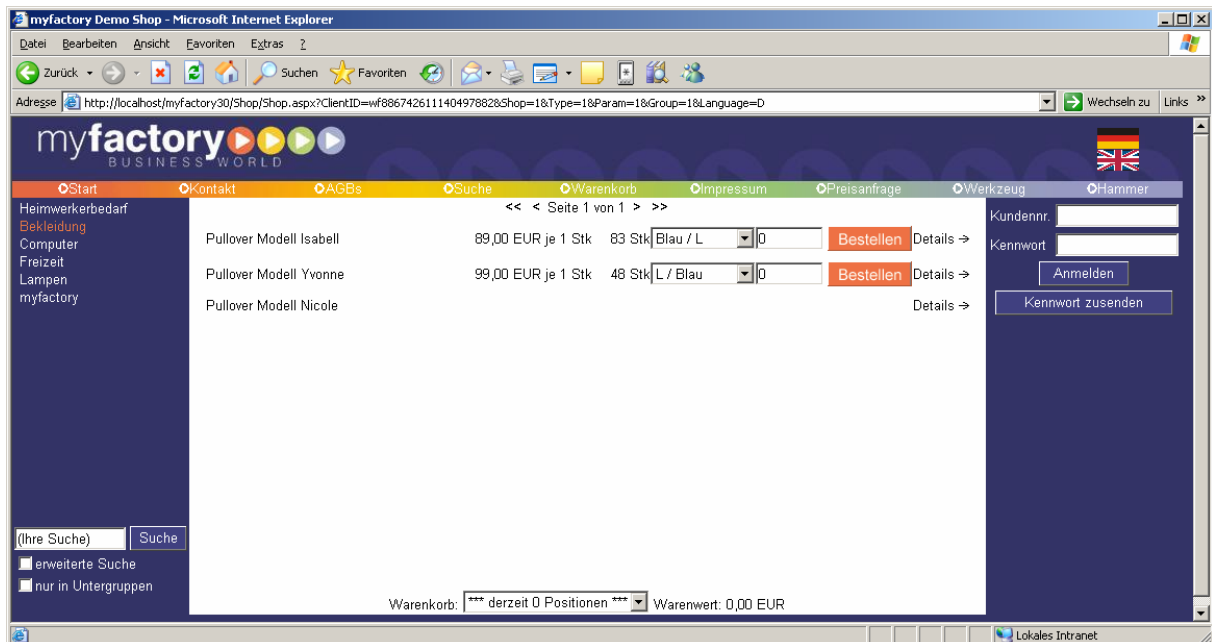 myfactory Demo Shop - Microsoft Internet Explorer
Datei Bearbeiten Ansicht Favoriten Extras ?
Zurück Suchen Favoriten
Adresse http://localhost/myfactory30/Shop/Shop.aspx?ClientID=wf88674261114049788&Shop=1&Type=1&Param=1&Group=1&Language=D Wechseln zu Links »
myfactory
BUSINESS WORLD
Start Kontakt AGBs Suche Warenkorb Impressum Preisanfrage Werkzeug Hammer
Heimwerkerbedarf
Bekleidung
Computer
Freizeit
Lampen
myfactory
<< < Seite 1 von 1 > >>
Pullover Modell Isabell 89,00 EUR je 1 Stk 83 Stk Blau / L 0 Bestellen Details →
Pullover Modell Yvonne 99,00 EUR je 1 Stk 48 Stk L / Blau 0 Bestellen Details →
Pullover Modell Nicole Details →
Kundennr.
Kennwort
Anmelden
Kennwort zusenden
(Ihre Suche) Suche
erweiterte Suche
nur in Untergruppen
Warenkorb: *** derzeit 0 Positionen *** Warenwert: 0,00 EUR
Lokales Intranet